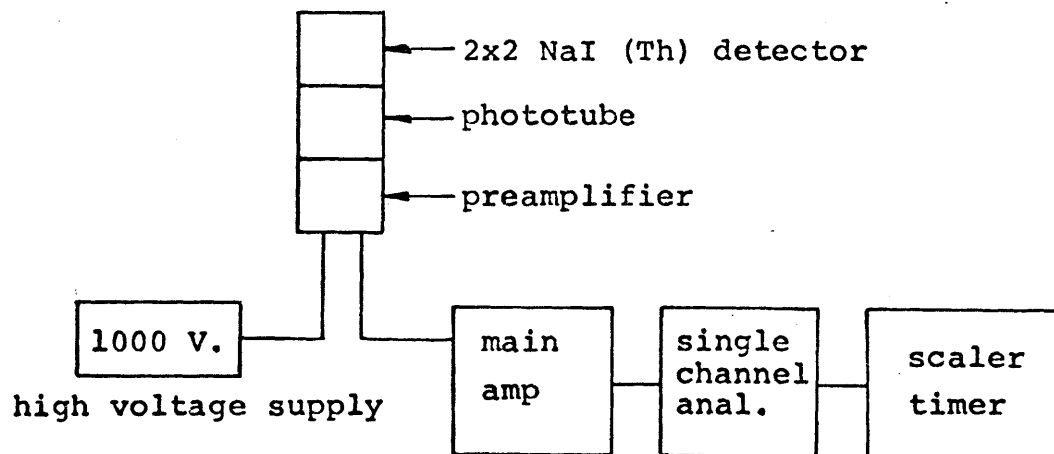 2x2 NaI (Th) detector
phototube
preamplifier
1000 V.
high voltage supply
main
amp
single
channel
anal.
scaler
timer